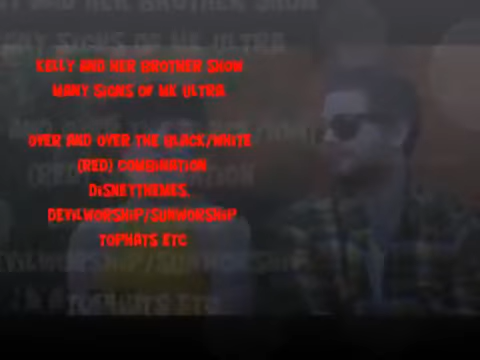 KELLY AND HER BROTHER SHOW
MANY SIGNS OF MK ULTRA
OVER AND OVER THE BLACK/WHITE
(RED) COMBINATION
DISNEYTHEMES,
DEVILWORSHIP/SUNWORSHIP
TOPHATS ETC